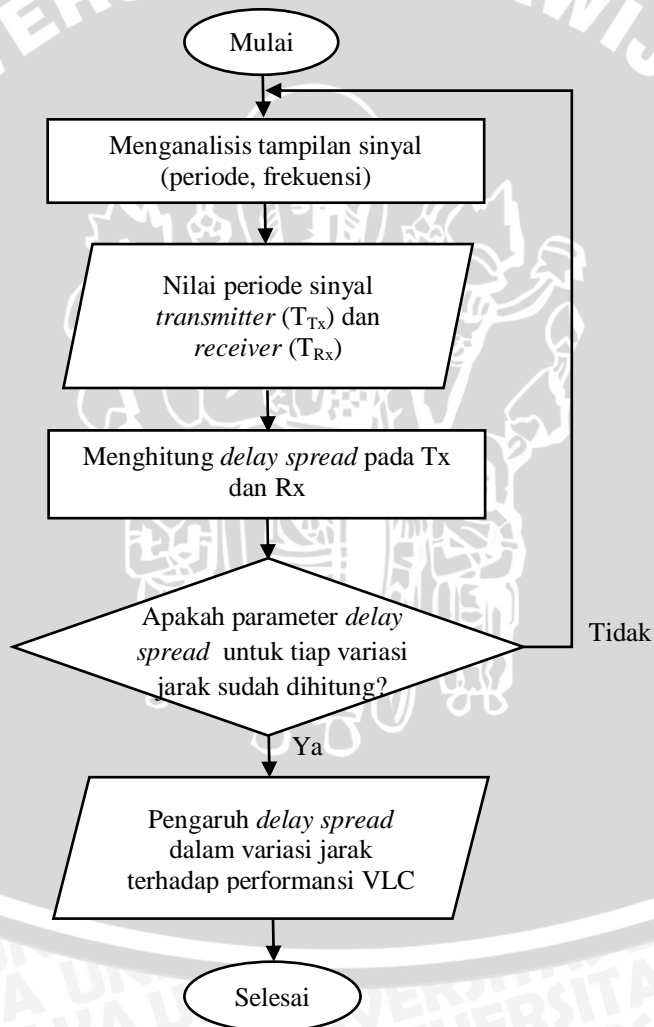 Mulai
Menganalisis tampilan sinyal
(periode, frekuensi)
Nilai periode sinyal
transmitter (T_Tx) dan
receiver (T_Rx)
Menghitung delay spread pada Tx
dan Rx
Apakah parameter delay
spread untuk tiap variasi
jarak sudah dihitung?
Tidak
Ya
Pengaruh delay spread
dalam variasi jarak
terhadap performansi VLC
Selesai